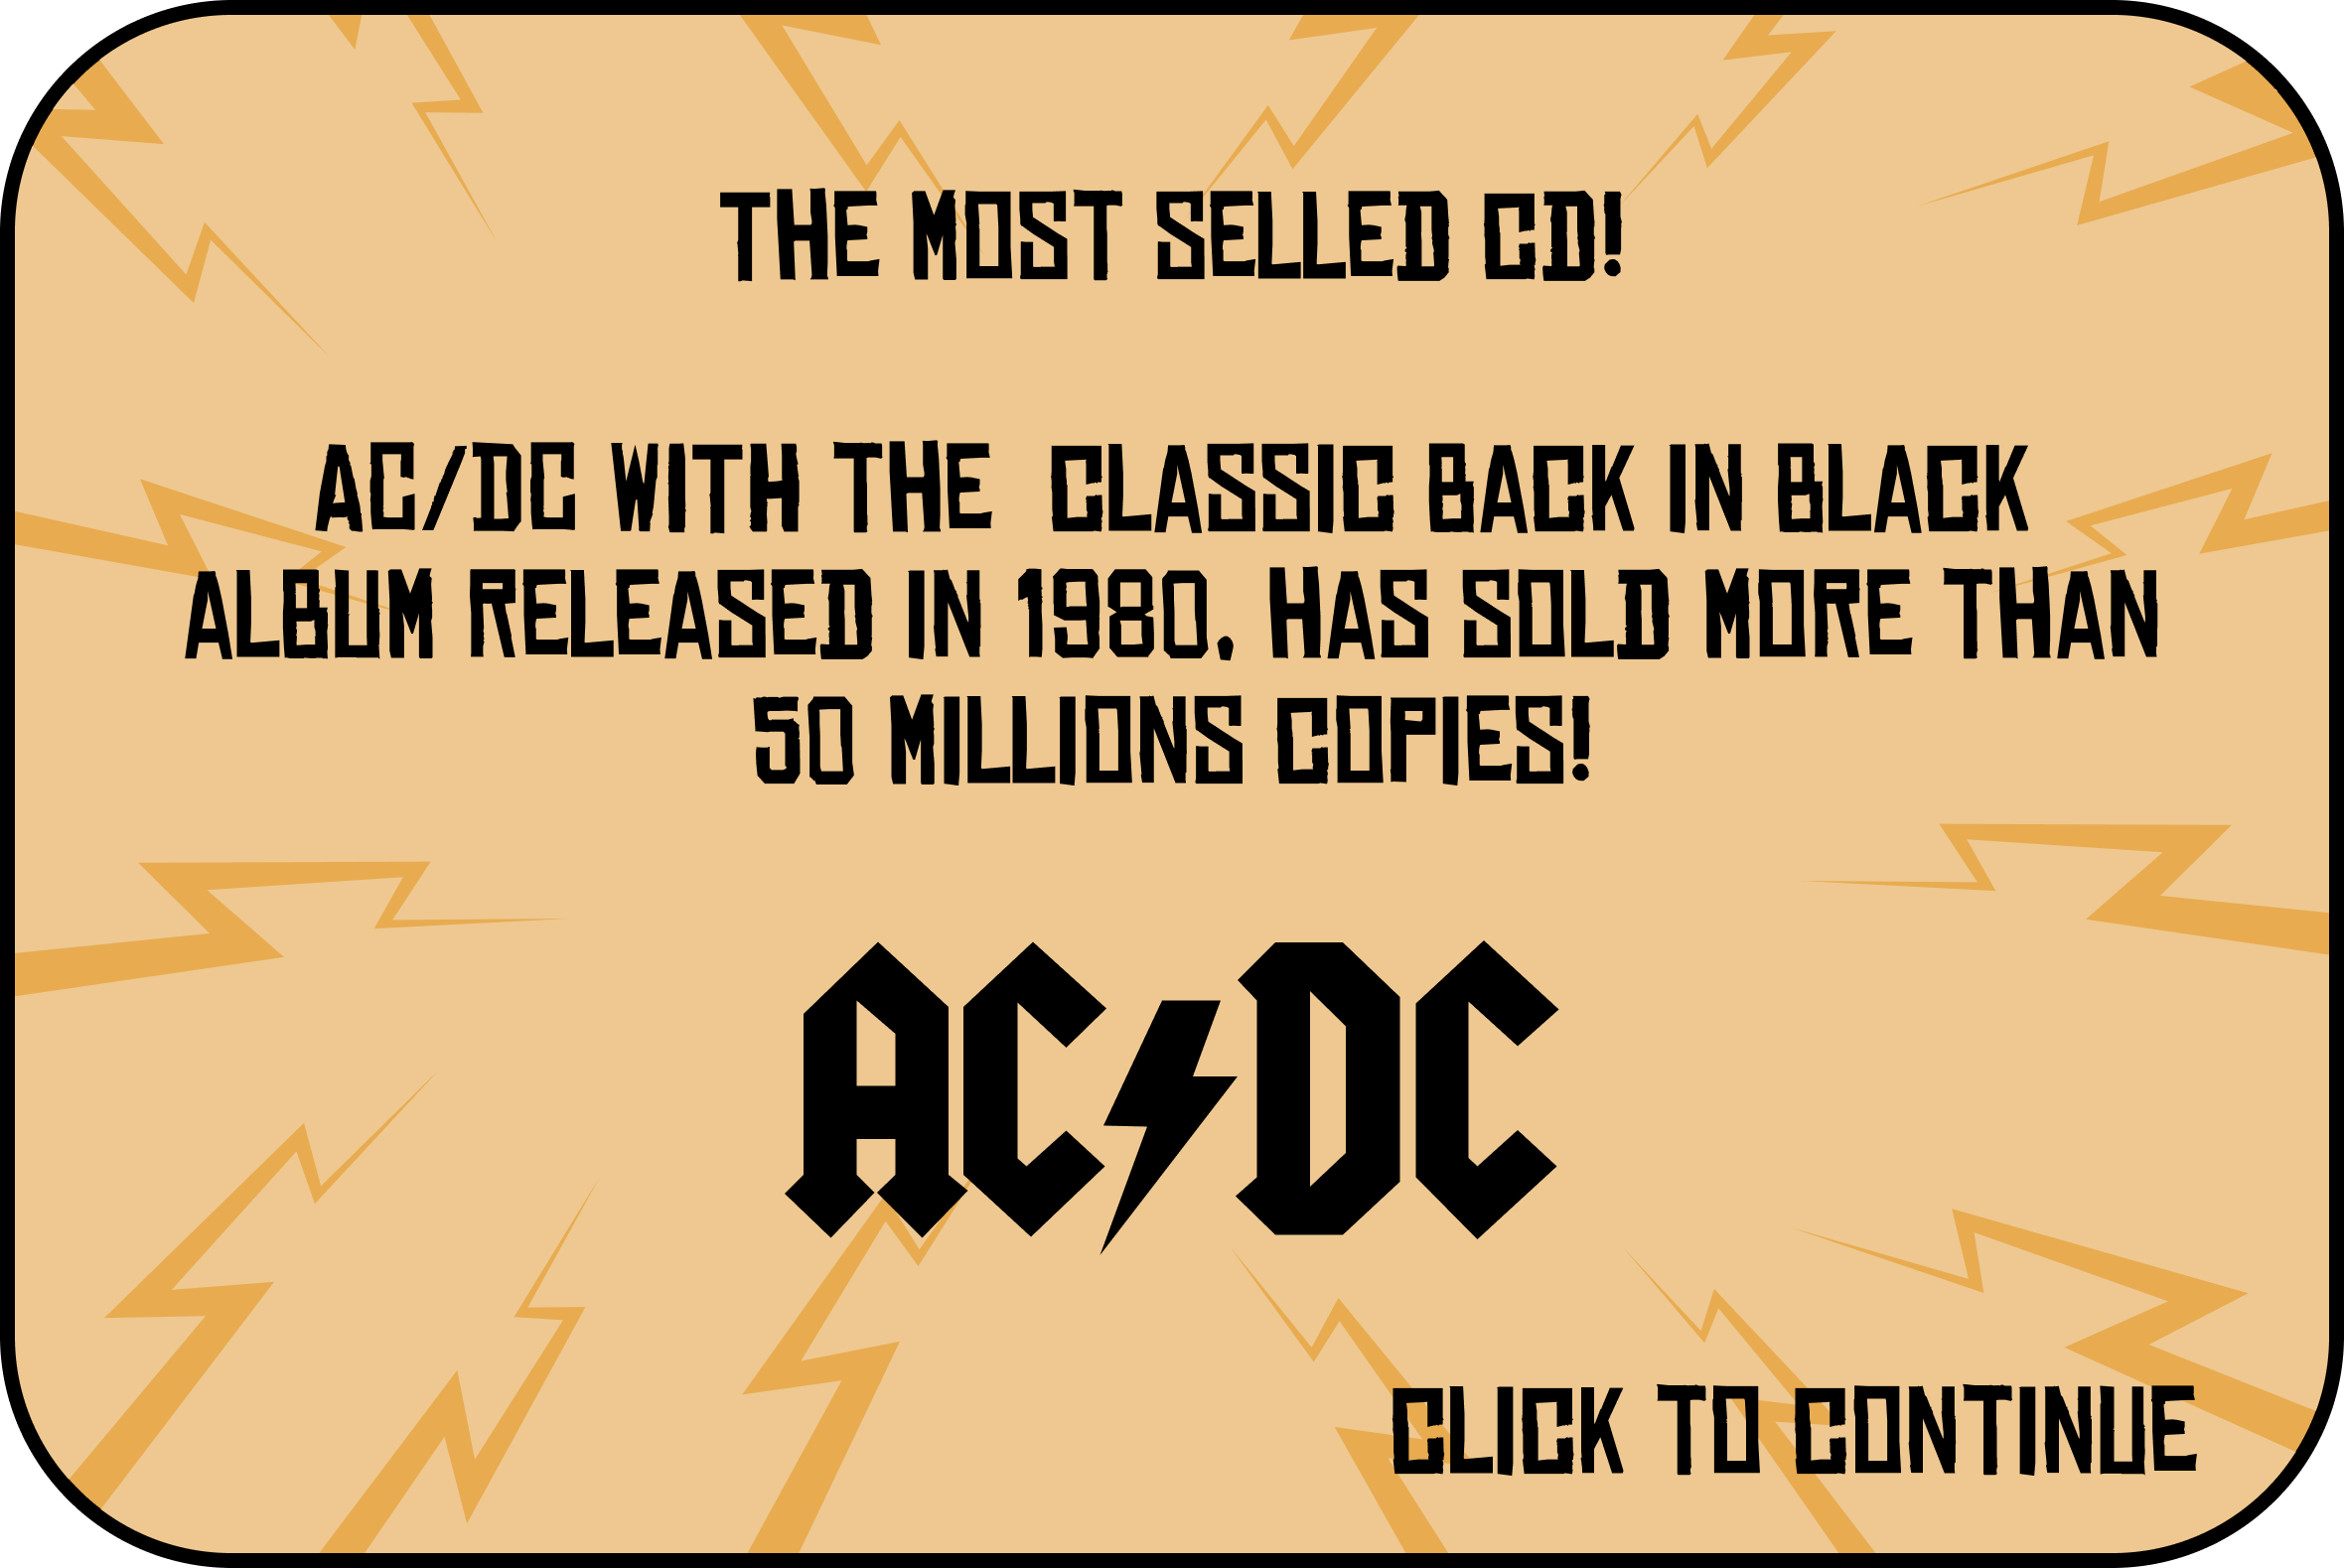 THE MOST SELLED CD!
AC/DC WITH THE CLASSIC BACK IN BLACK
ALBUM RELEASED IN 1980, HAS SOLD MORE THAN
50 MILLIONS COPIES!
AC⚡DC
CLICK TO CONTINUE